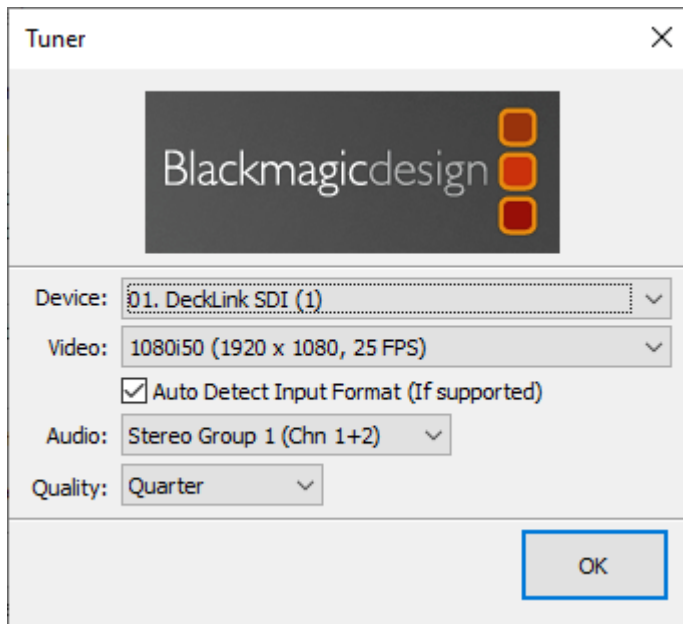 Tuner
Blackmagicdesign
Device: 01. DeckLink SDI (1)
Video: 1080i50 (1920 x 1080, 25 FPS)
Auto Detect Input Format (If supported)
Audio: Stereo Group 1 (Chn 1+2)
Quality: Quarter
OK